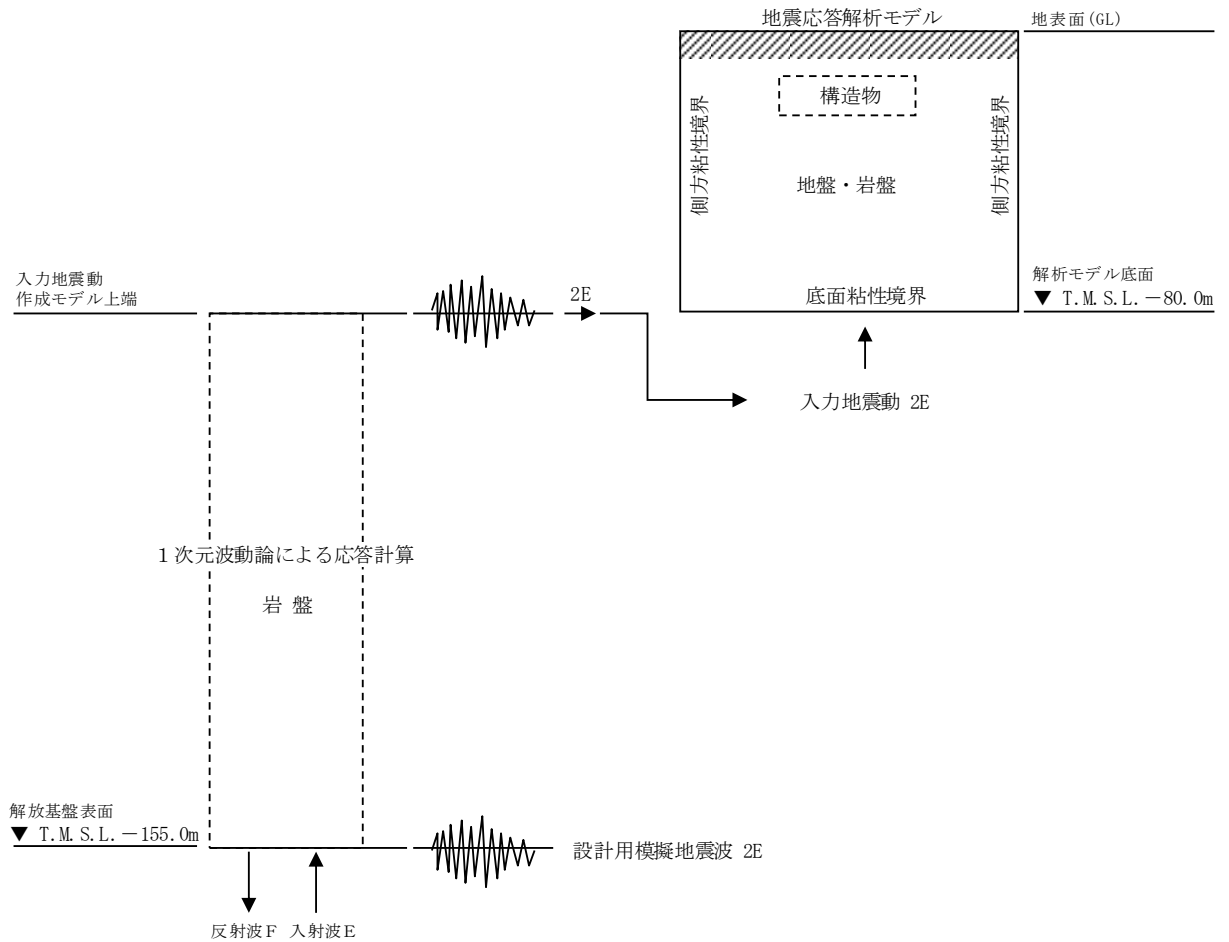 地震応答解析モデル
地表面(GL)
構造物
側方粘性境界
側方粘性境界
地盤・岩盤
入力地震動
作成モデル上端
2E
底面粘性境界
解析モデル底面
▼ T.M.S.L.－80.0m
入力地震動 2E
１次元波動論による応答計算
岩 盤
解放基盤表面
▼ T.M.S.L.－155.0m
設計用模擬地震波 2E
反射波Ｆ 入射波Ｅ